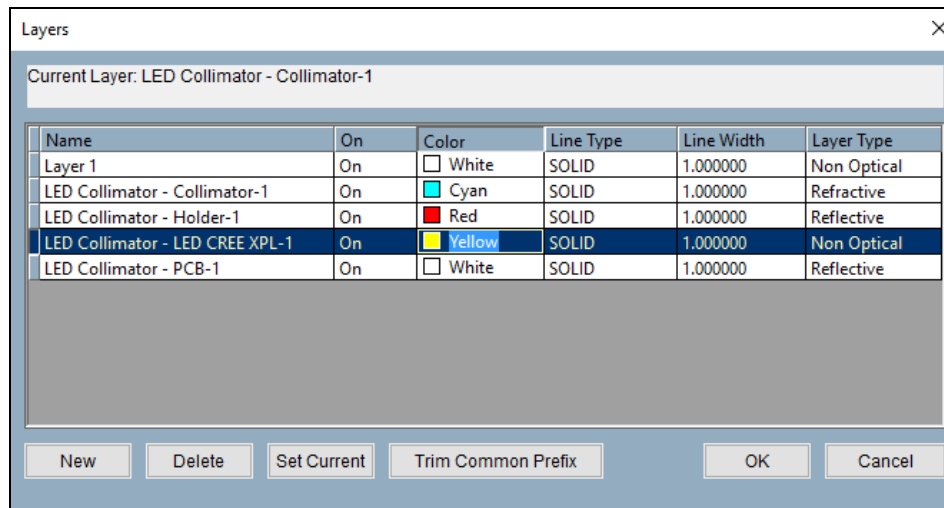 Layers
Current Layer: LED Collimator - Collimator-1
Name On Color Line Type Line Width Layer Type
Layer 1 On White SOLID 1.000000 Non Optical
LED Collimator - Collimator-1 On Cyan SOLID 1.000000 Refractive
LED Collimator - Holder-1 On Red SOLID 1.000000 Reflective
LED Collimator - LED CREE XPL-1 On Yellow SOLID 1.000000 Non Optical
LED Collimator - PCB-1 On White SOLID 1.000000 Reflective
New Delete Set Current Trim Common Prefix OK Cancel